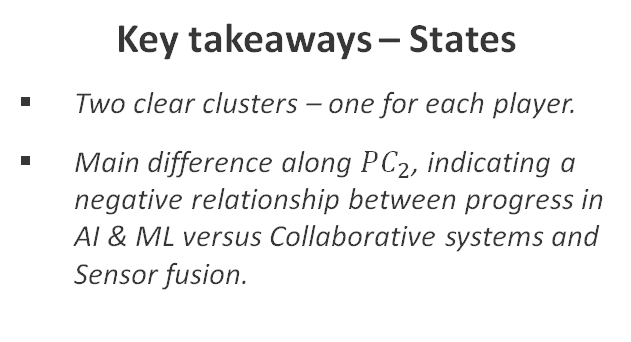 Key takeaways – States
▪ Two clear clusters – one for each player.
▪ Main difference along PC₂, indicating a
negative relationship between progress in
AI & ML versus Collaborative systems and
Sensor fusion.